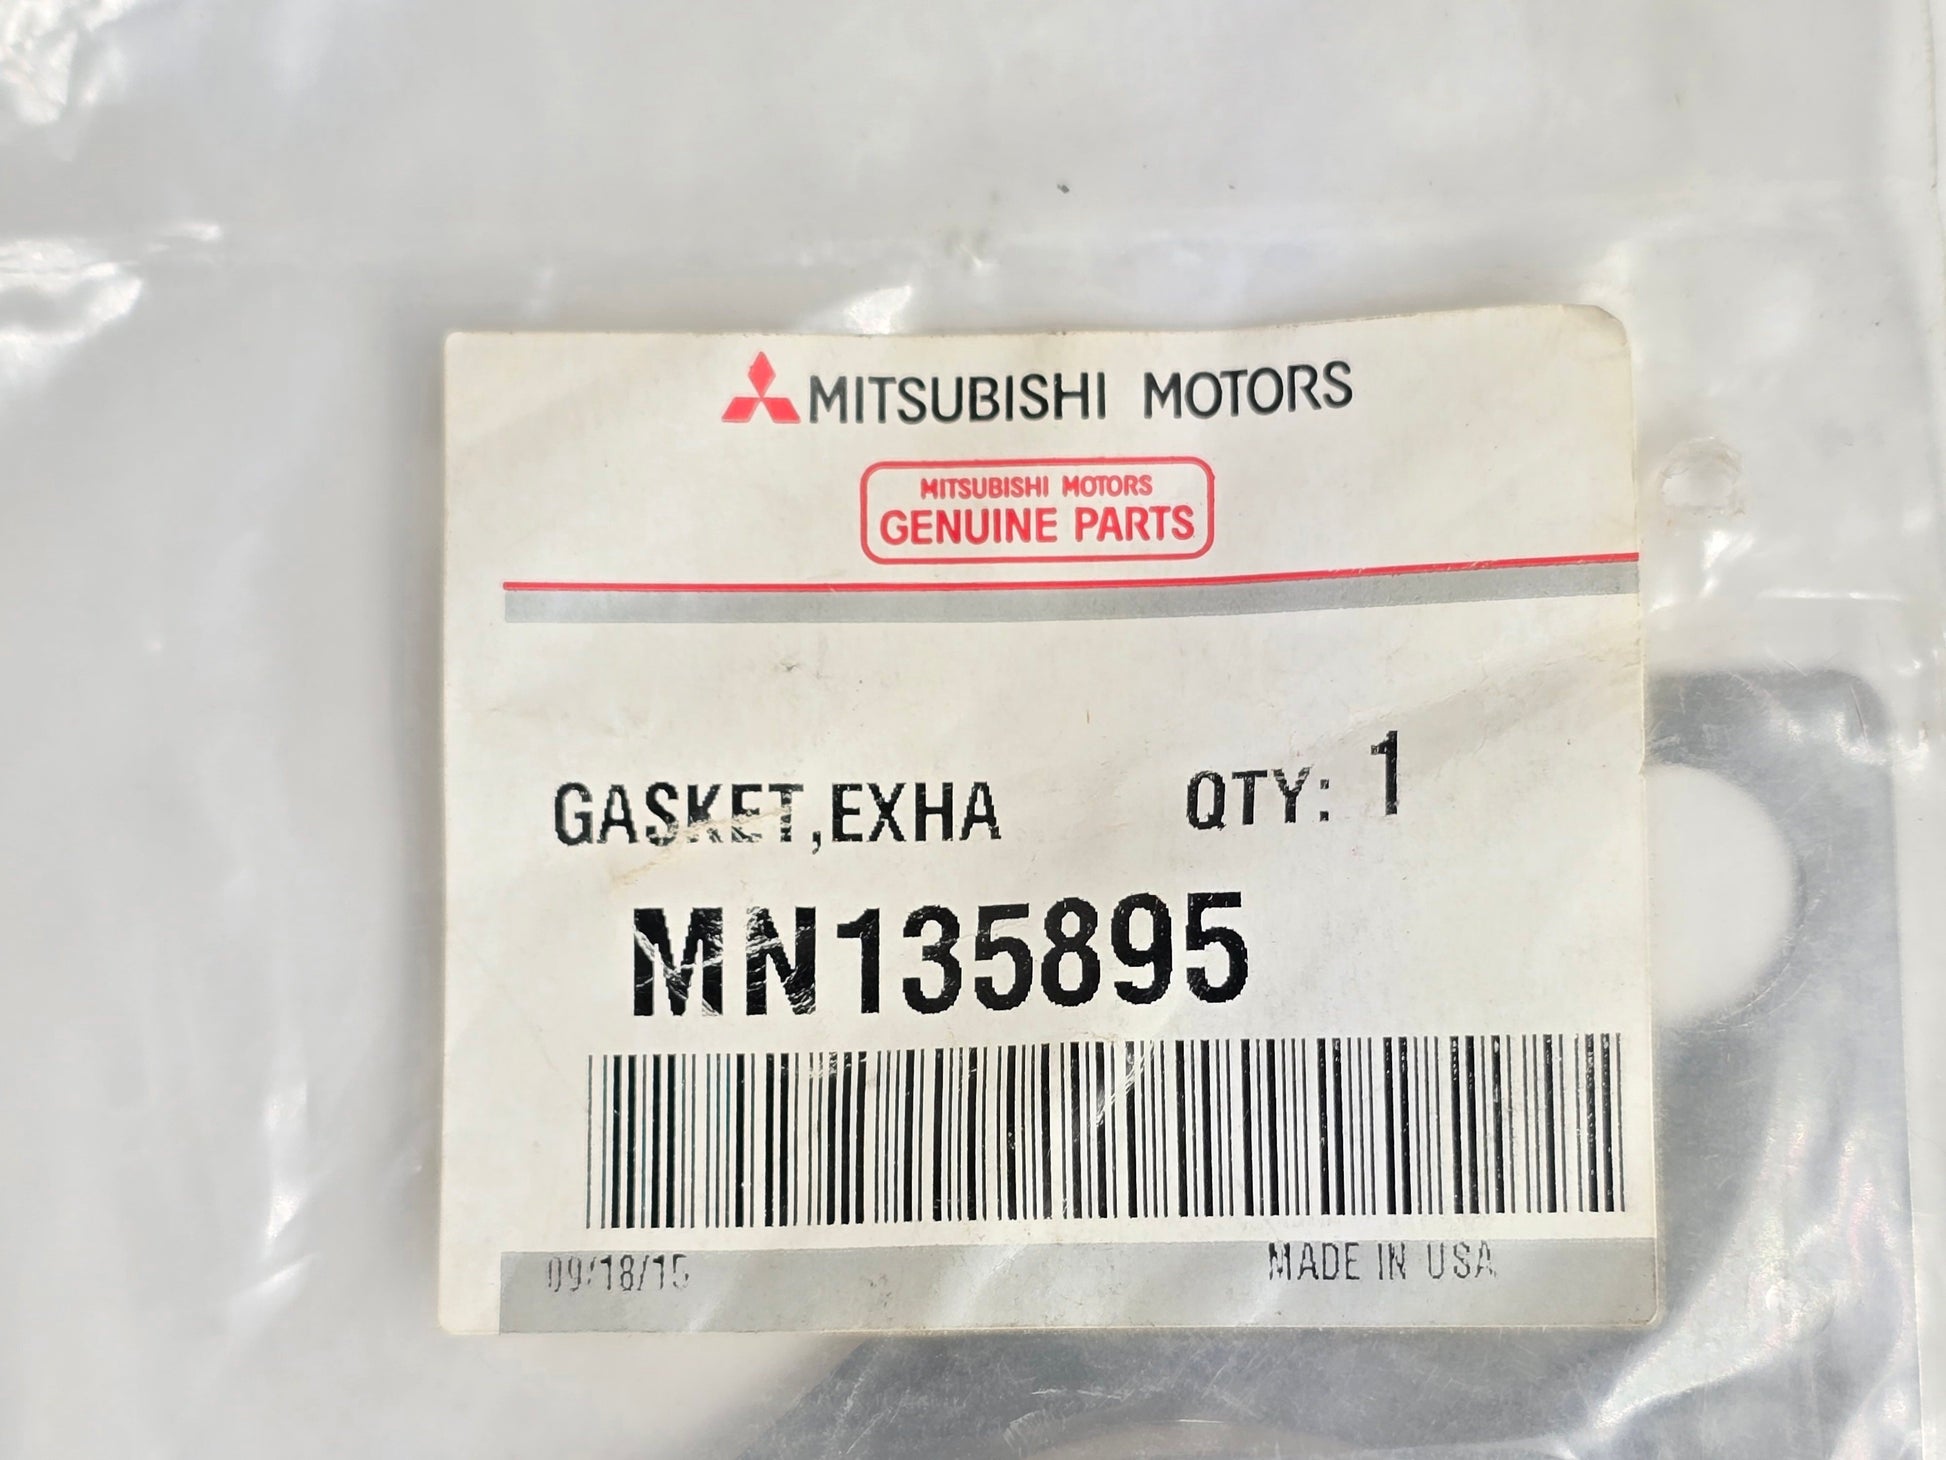 MITSUBISHI MOTORS
MITSUBISHI MOTORS
GENUINE PARTS
GASKET,EXHA QTY: 1
MN135895
09/18/15
MADE IN USA